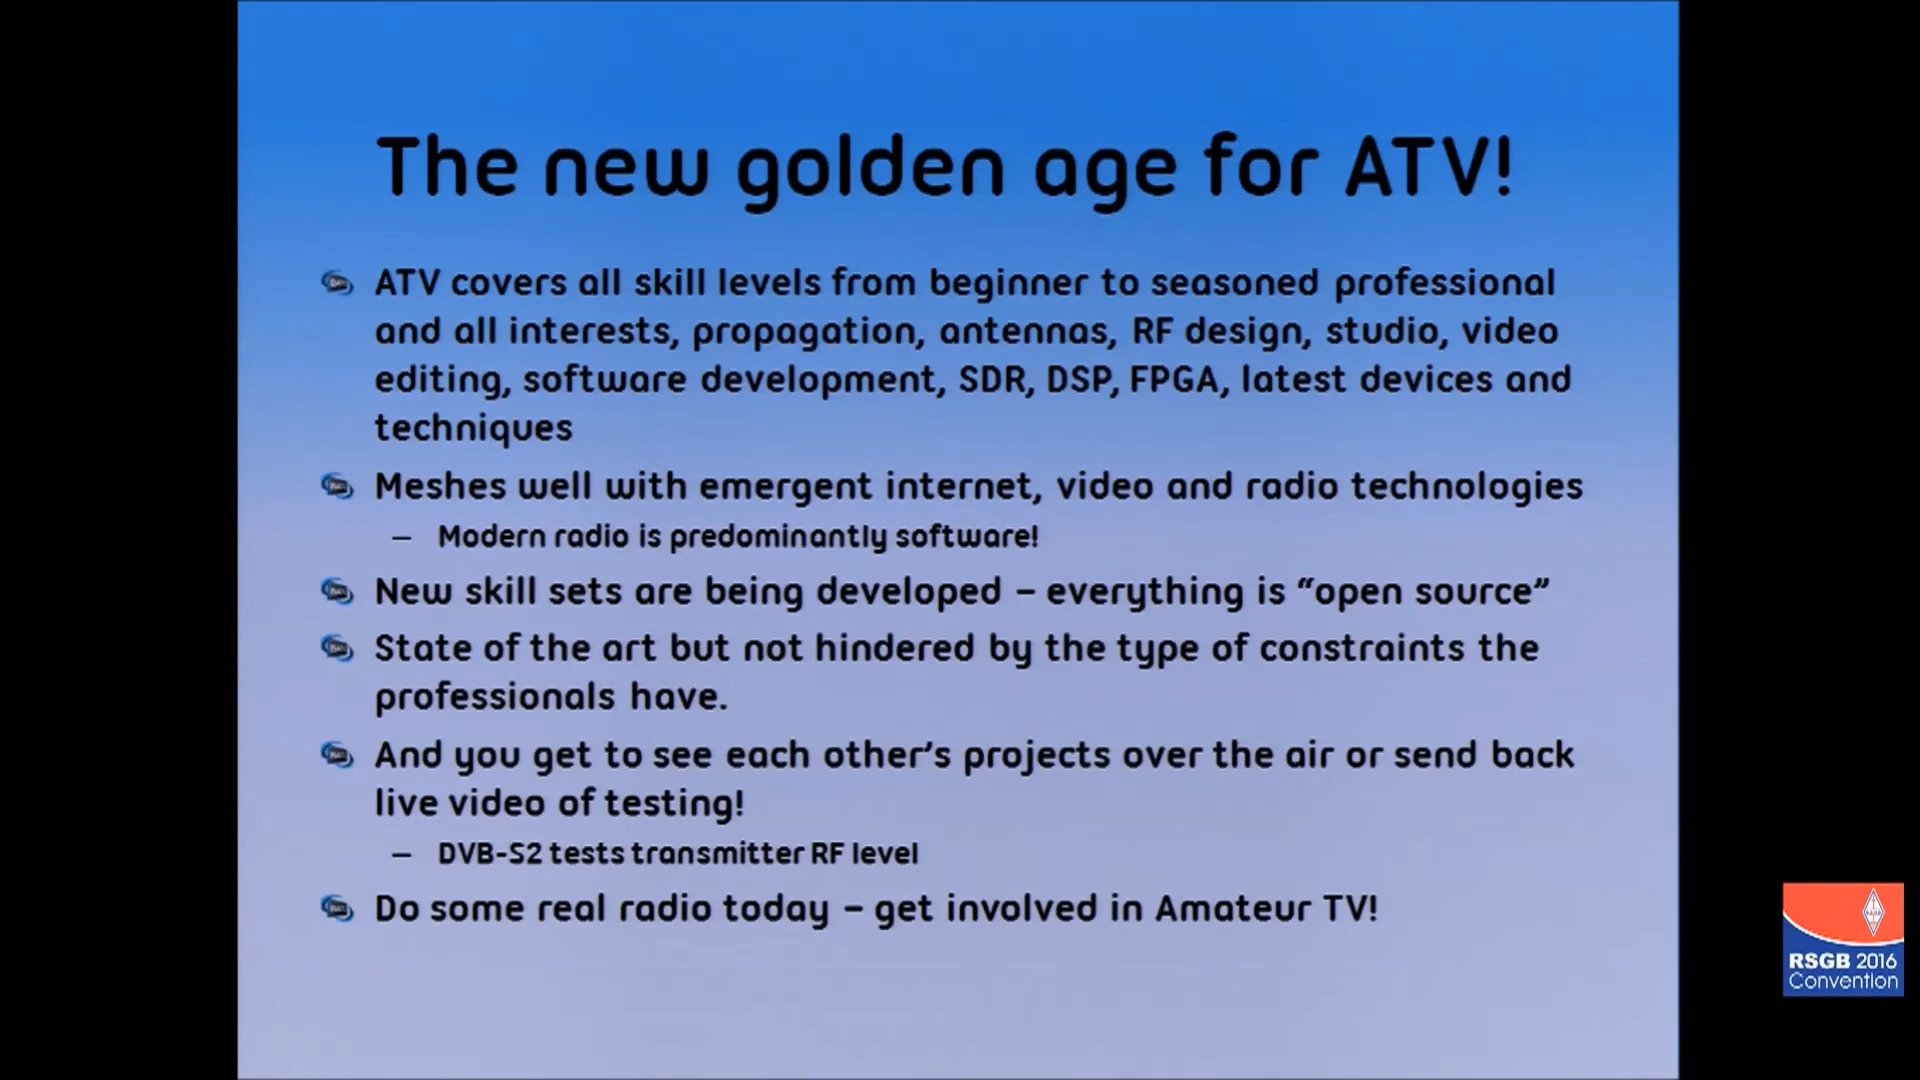 The new golden age for ATV!
ATV covers all skill levels from beginner to seasoned professional
and all interests, propagation, antennas, RF design, studio, video
editing, software development, SDR, DSP, FPGA, latest devices and
techniques
Meshes well with emergent internet, video and radio technologies
– Modern radio is predominantly software!
New skill sets are being developed – everything is “open source”
State of the art but not hindered by the type of constraints the
professionals have.
And you get to see each other’s projects over the air or send back
live video of testing!
– DVB-S2 tests transmitter RF level
Do some real radio today – get involved in Amateur TV!
RSGB 2016
Convention